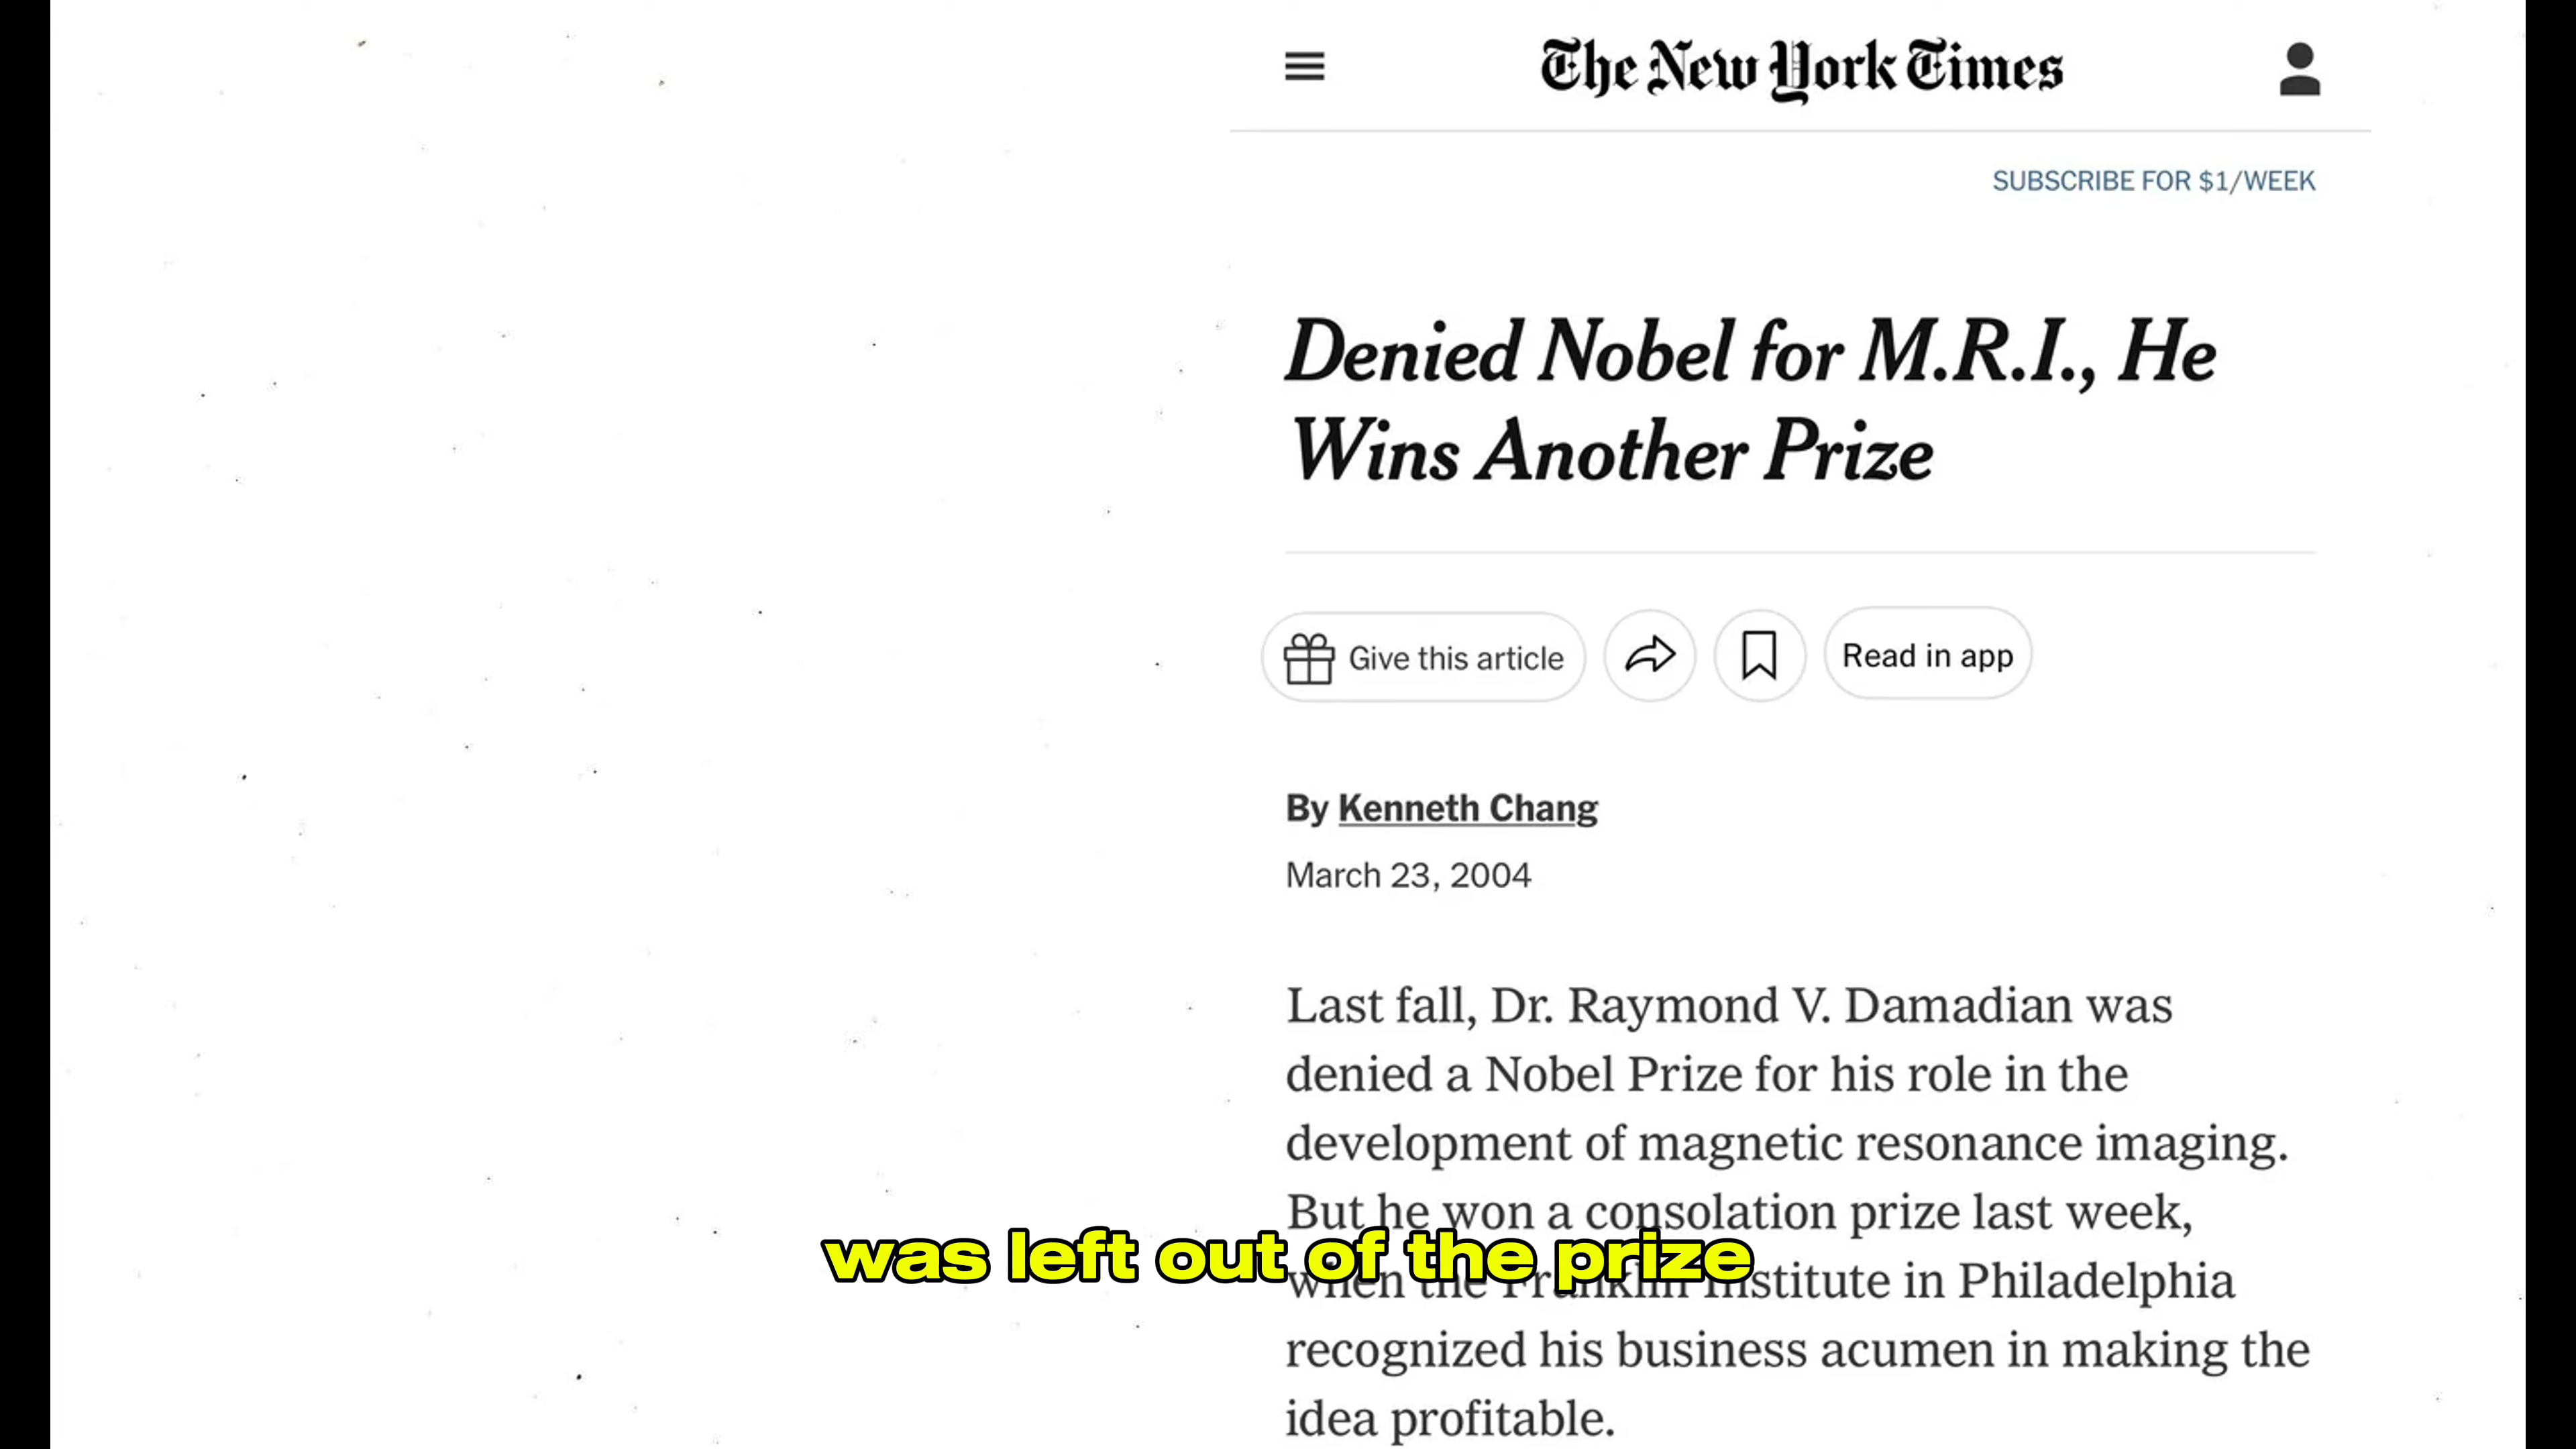 The New York Times
SUBSCRIBE FOR $1/WEEK
Denied Nobel for M.R.I., He
Wins Another Prize
Give this article
Read in app
By Kenneth Chang
March 23, 2004
Last fall, Dr. Raymond V. Damadian was
denied a Nobel Prize for his role in the
development of magnetic resonance imaging.
But he won a consolation prize last week,
was left out of the prize
when the Franklin Institute in Philadelphia
recognized his business acumen in making the
idea profitable.